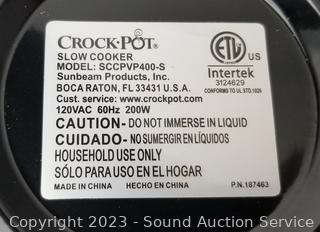 CROCK-POT®
SLOW COOKER
MODEL: SCCPVP400-S
Sunbeam Products, Inc.
BOCA RATON, FL 33431 U.S.A.
Cust. service: www.crockpot.com
120VAC 60Hz 200W
ETL
US
Intertek
3124629
CONFORMS TO UL STD.1026
CAUTION- DO NOT IMMERSE IN LIQUID
CUIDADO- NO SUMERGIR EN LÍQUIDOS
HOUSEHOLD USE ONLY
SÓLO PARA USO EN EL HOGAR
MADE IN CHINA HECHO EN CHINA P.N.187463
Copyright © 2023 - Sound Auction Service